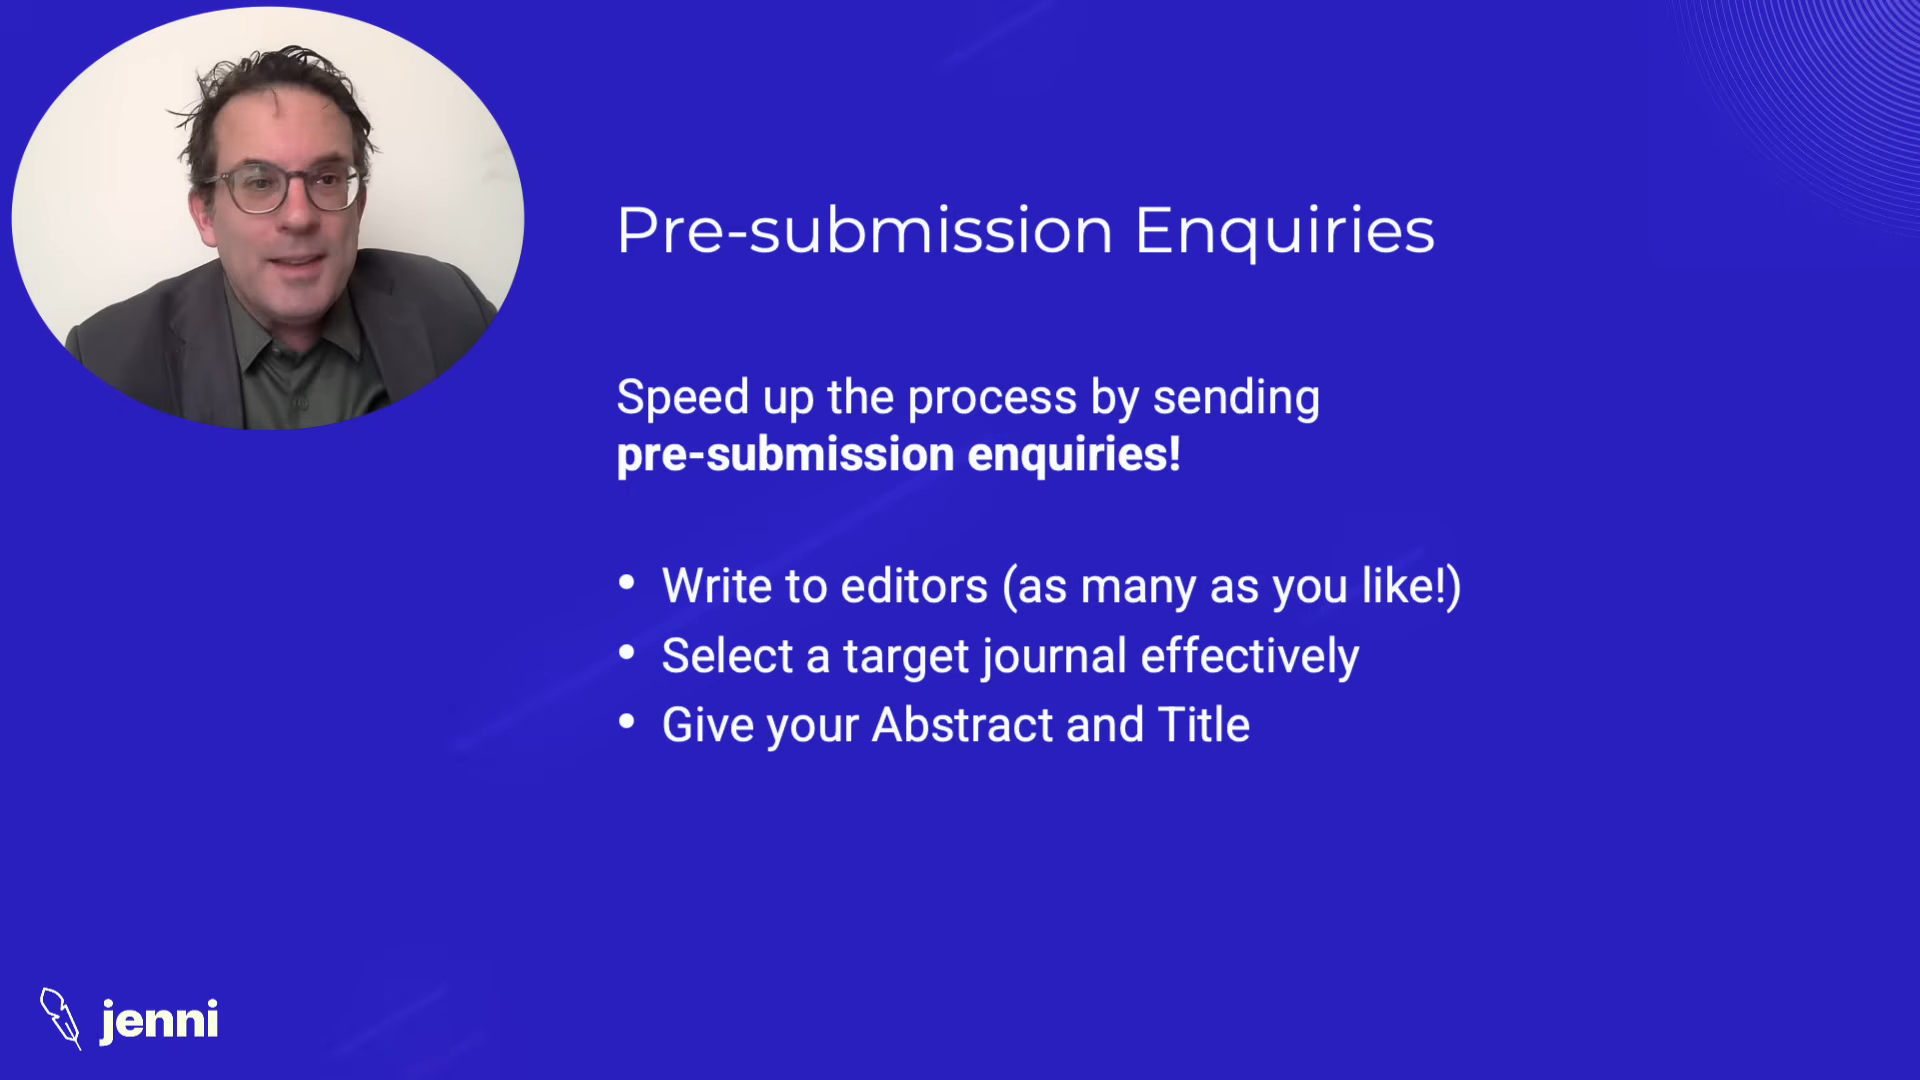 Pre-submission Enquiries
Speed up the process by sending
pre-submission enquiries!
• Write to editors (as many as you like!)
• Select a target journal effectively
• Give your Abstract and Title
jenni